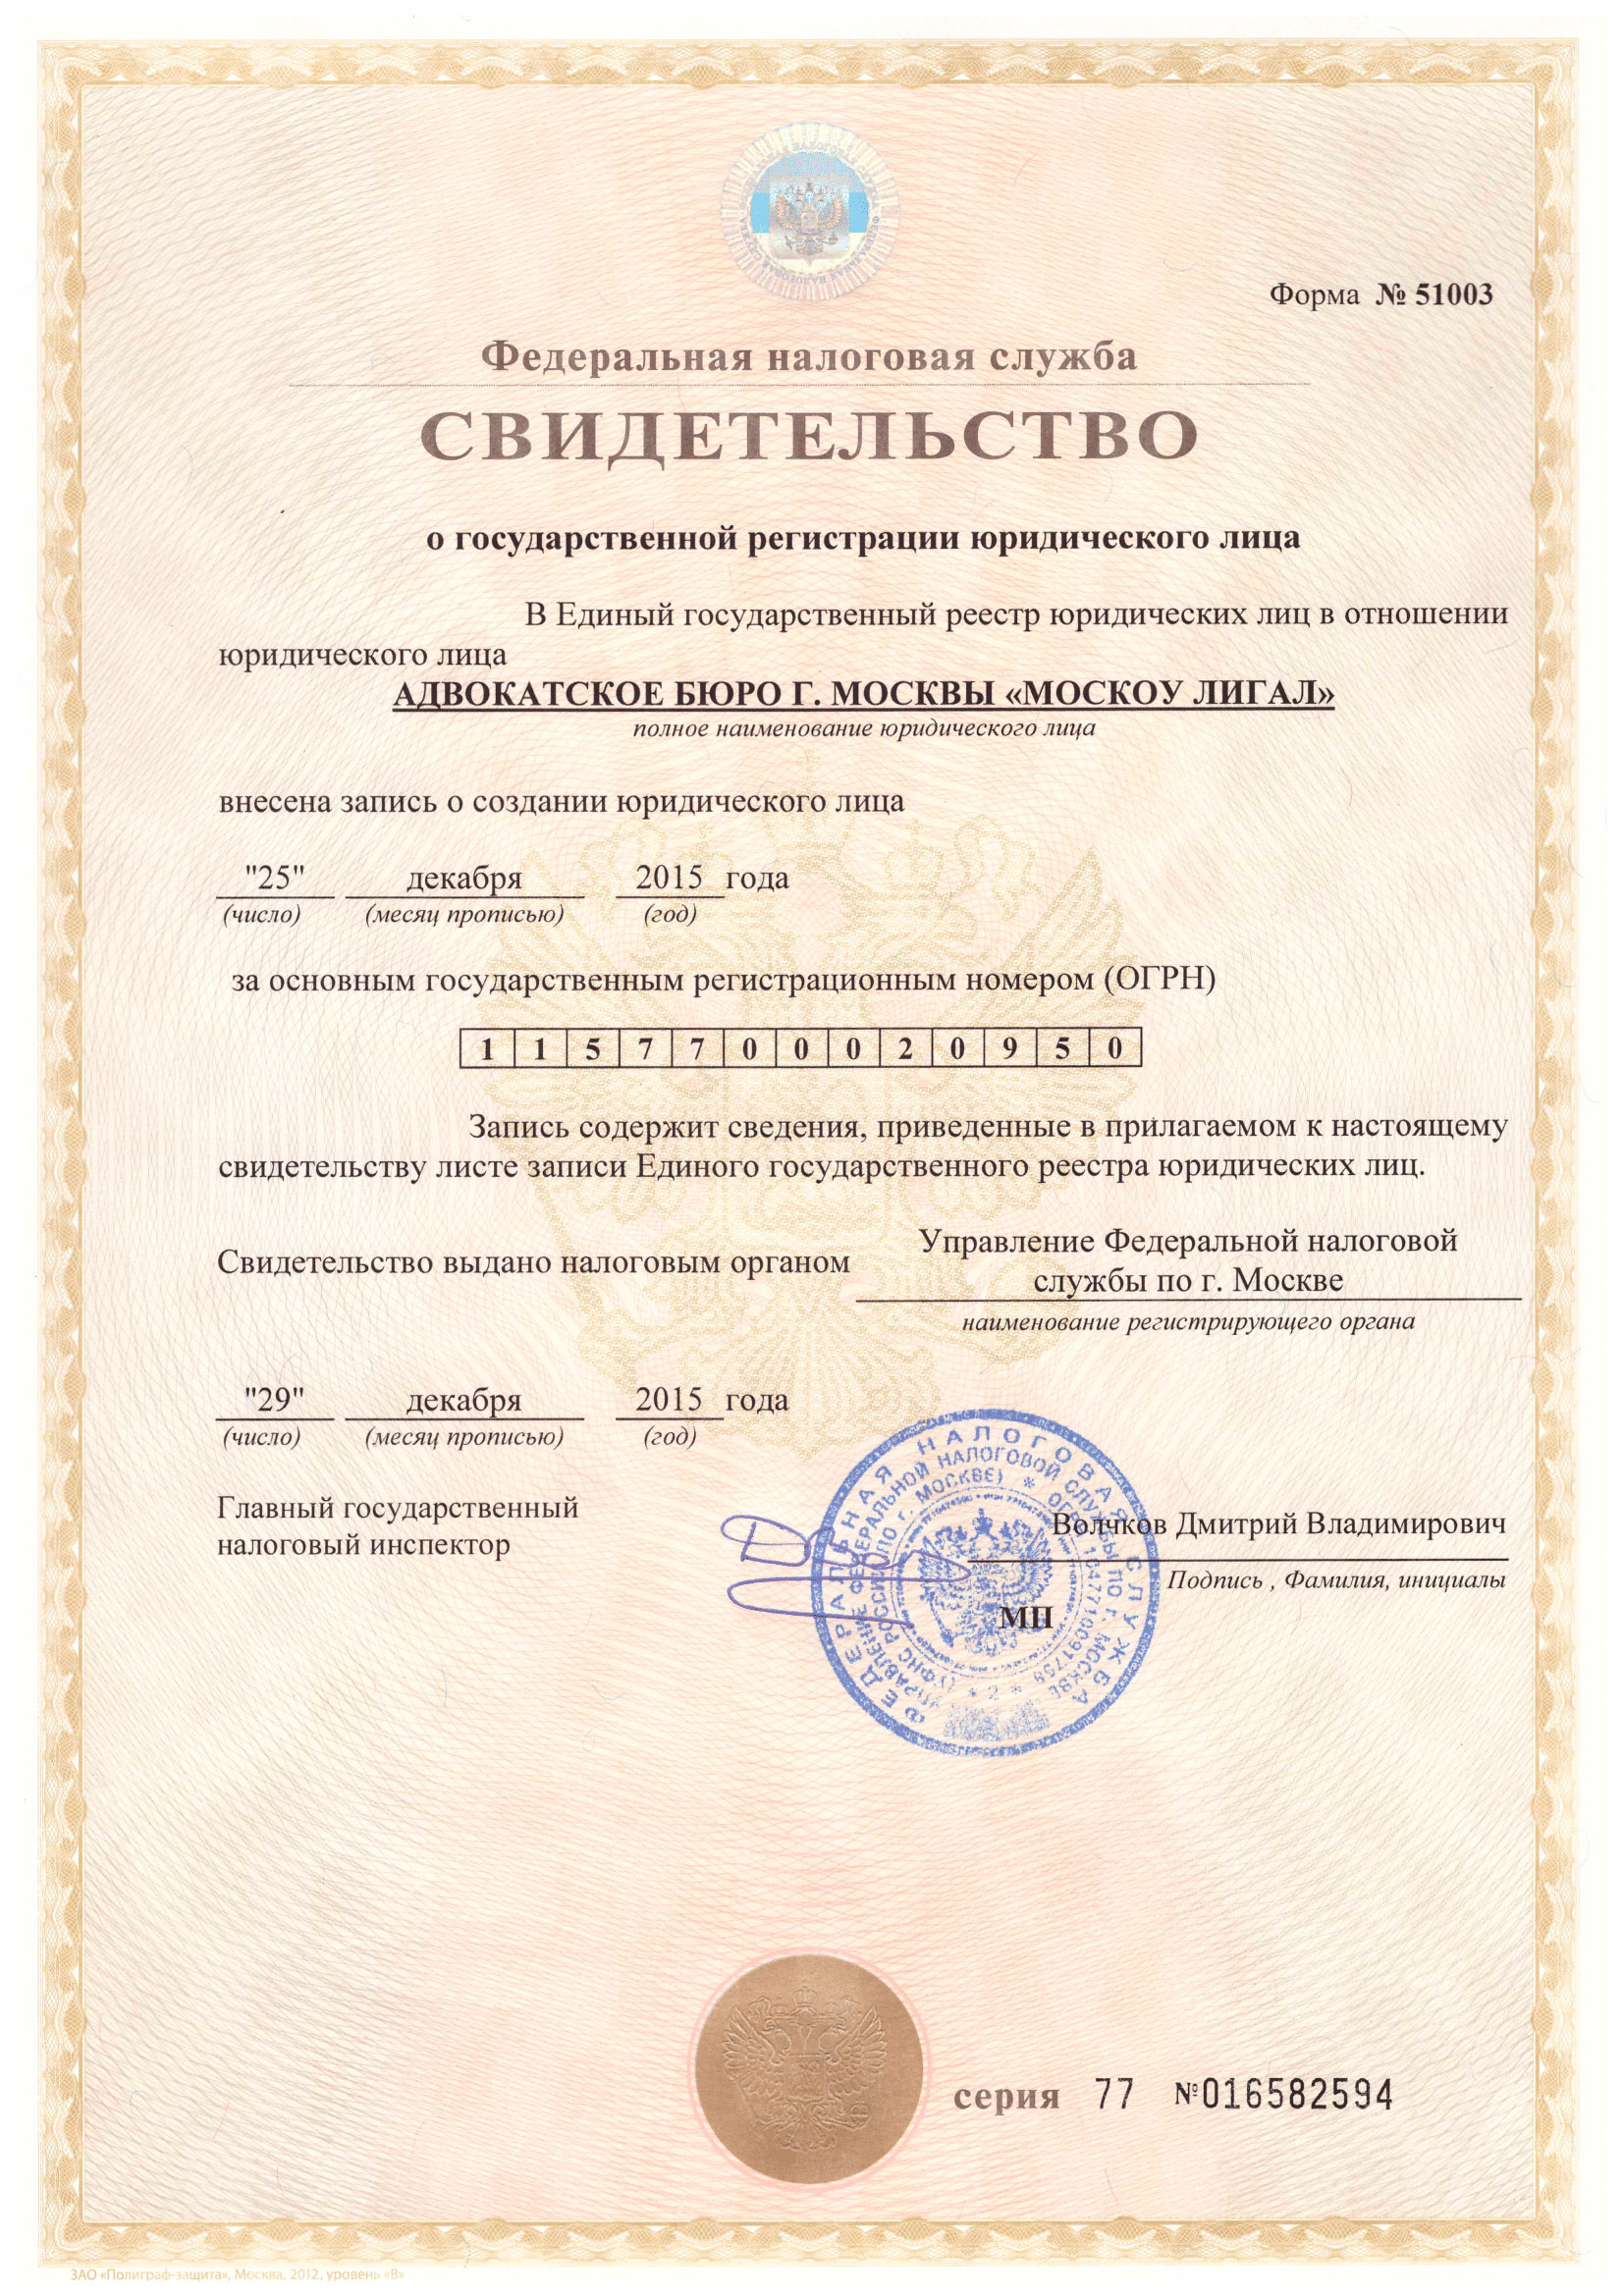 Форма № 51003
Федеральная налоговая служба
СВИДЕТЕЛЬСТВО
о государственной регистрации юридического лица
В Единый государственный реестр юридических лиц в отношении
юридического лица
АДВОКАТСКОЕ БЮРО Г. МОСКВЫ «МОСКОУ ЛИГАЛ»
полное наименование юридического лица
внесена запись о создании юридического лица
"25" декабря 2015 года
(число) (месяц прописью) (год)
за основным государственным регистрационным номером (ОГРН)
1 1 5 7 7 0 0 0 2 0 9 5 0
Запись содержит сведения, приведенные в прилагаемом к настоящему
свидетельству листе записи Единого государственного реестра юридических лиц.
Свидетельство выдано налоговым органом
Управление Федеральной налоговой
службы по г. Москве
наименование регистрирующего органа
"29" декабря 2015 года
(число) (месяц прописью) (год)
Главный государственный
налоговый инспектор
Волчков Дмитрий Владимирович
Подпись , Фамилия, инициалы
МП
ФЕДЕРАЛЬНАЯ НАЛОГОВАЯ СЛУЖБА
УПРАВЛЕНИЕ ФЕДЕРАЛЬНОЙ НАЛОГОВОЙ СЛУЖБЫ ПО Г. МОСКВЕ
(УФНС РОССИИ ПО г. МОСКВЕ) * ОГРН 1047710091758 * 2 *
серия 77 №016582594
ЗАО «Полиграф-защита», Москва, 2012, уровень «В»